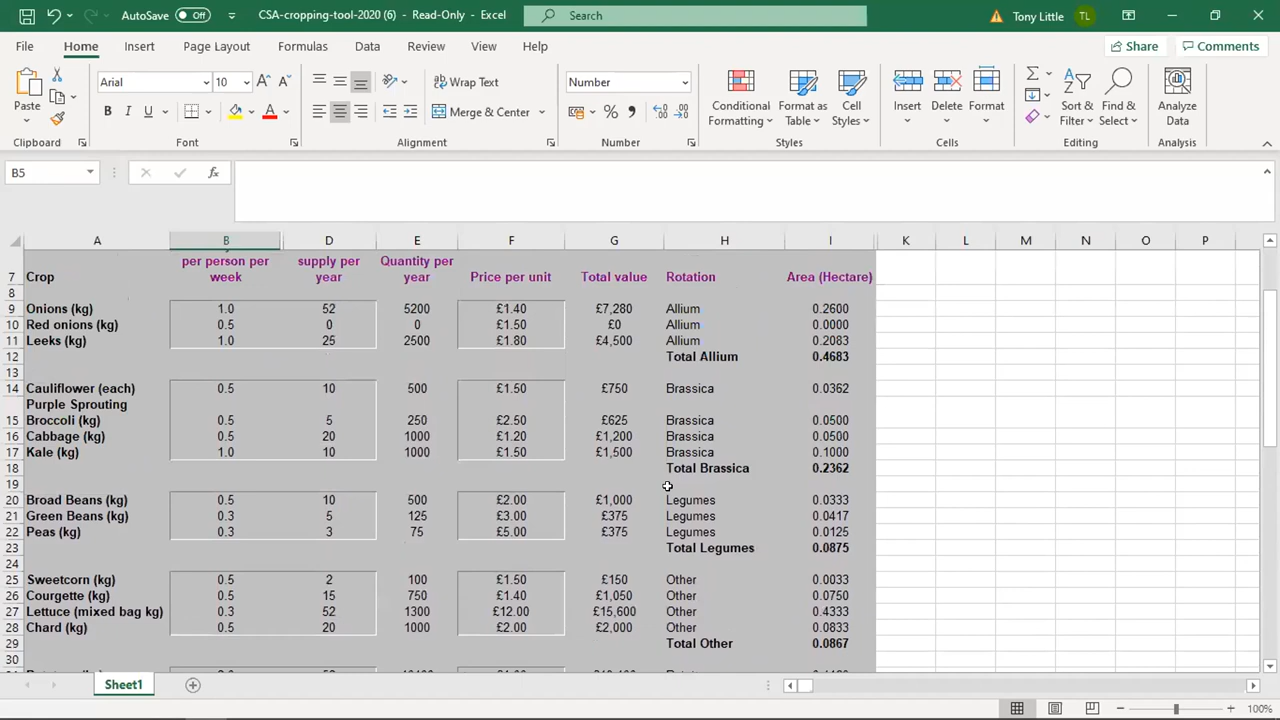 AutoSave Off CSA-cropping-tool-2020 (6) - Read-Only - Excel Search Tony Little TL
File Home Insert Page Layout Formulas Data Review View Help Share Comments
Paste Arial 10 Wrap Text Merge & Center Number Conditional Formatting Format as Table Cell Styles Insert Delete Format Sort & Filter Find & Select Analyze Data
Clipboard Font Alignment Number Styles Cells Editing Analysis
B5 fx
A B D E F G H I J K L M N O P
per person per supply per Quantity per
7 Crop week year year Price per unit Total value Rotation Area (Hectare)
8
9 Onions (kg) 1.0 52 5200 £1.40 £7,280 Allium 0.2600
10 Red onions (kg) 0.5 0 0 £1.50 £0 Allium 0.0000
11 Leeks (kg) 1.0 25 2500 £1.80 £4,500 Allium 0.2083
12 Total Allium 0.4683
13
14 Cauliflower (each) 0.5 10 500 £1.50 £750 Brassica 0.0362
Purple Sprouting
15 Broccoli (kg) 0.5 5 250 £2.50 £625 Brassica 0.0500
16 Cabbage (kg) 0.5 20 1000 £1.20 £1,200 Brassica 0.0500
17 Kale (kg) 1.0 10 1000 £1.50 £1,500 Brassica 0.1000
18 Total Brassica 0.2362
19
20 Broad Beans (kg) 0.5 10 500 £2.00 £1,000 Legumes 0.0333
21 Green Beans (kg) 0.3 5 125 £3.00 £375 Legumes 0.0417
22 Peas (kg) 0.3 3 75 £5.00 £375 Legumes 0.0125
23 Total Legumes 0.0875
24
25 Sweetcorn (kg) 0.5 2 100 £1.50 £150 Other 0.0033
26 Courgette (kg) 0.5 15 750 £1.40 £1,050 Other 0.0750
27 Lettuce (mixed bag kg) 0.3 52 1300 £12.00 £15,600 Other 0.4333
28 Chard (kg) 0.5 20 1000 £2.00 £2,000 Other 0.0833
29 Total Other 0.0867
30
Sheet1
100%